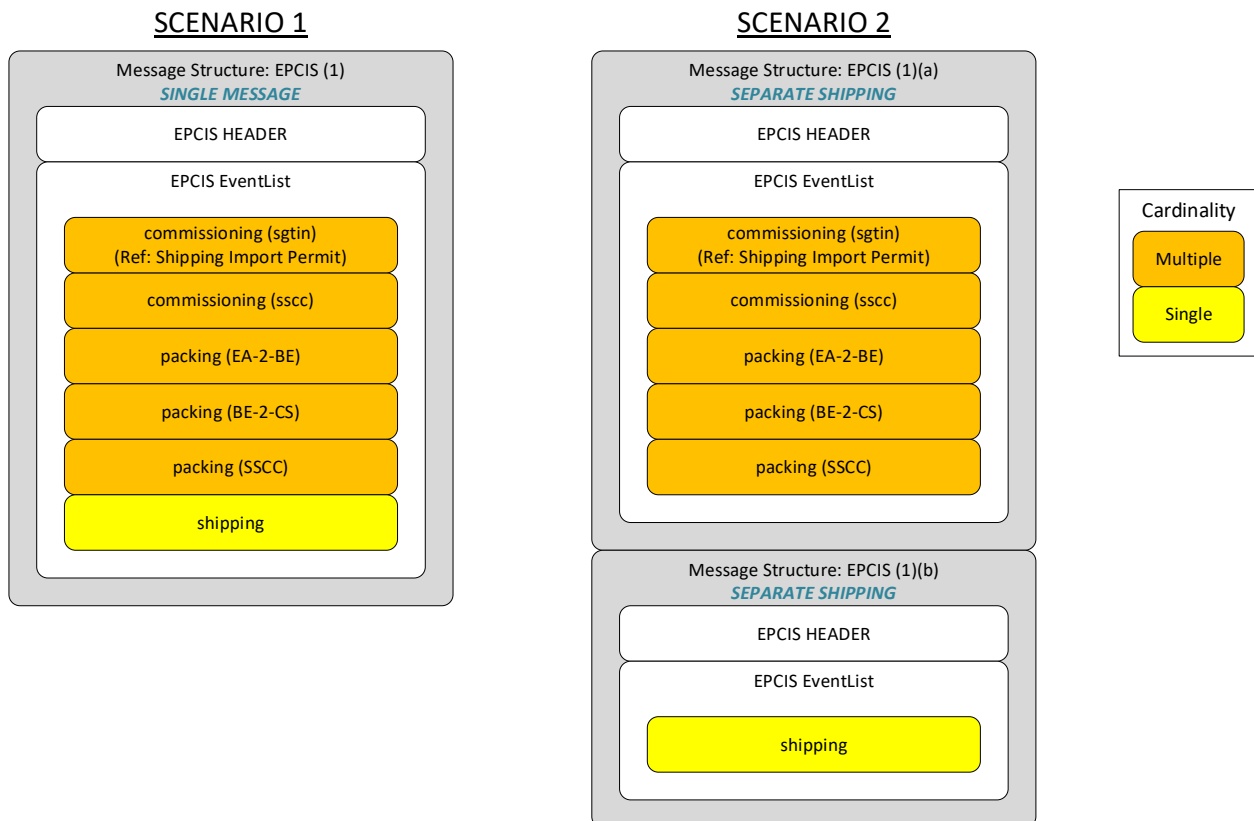 SCENARIO 1
Message Structure: EPCIS (1)
SINGLE MESSAGE
EPCIS HEADER
EPCIS EventList
commissioning (sgtin)
(Ref: Shipping Import Permit)
commissioning (sscc)
packing (EA-2-BE)
packing (BE-2-CS)
packing (SSCC)
shipping
SCENARIO 2
Message Structure: EPCIS (1)(a)
SEPARATE SHIPPING
EPCIS HEADER
EPCIS EventList
commissioning (sgtin)
(Ref: Shipping Import Permit)
commissioning (sscc)
packing (EA-2-BE)
packing (BE-2-CS)
packing (SSCC)
Message Structure: EPCIS (1)(b)
SEPARATE SHIPPING
EPCIS HEADER
EPCIS EventList
shipping
Cardinality
Multiple
Single